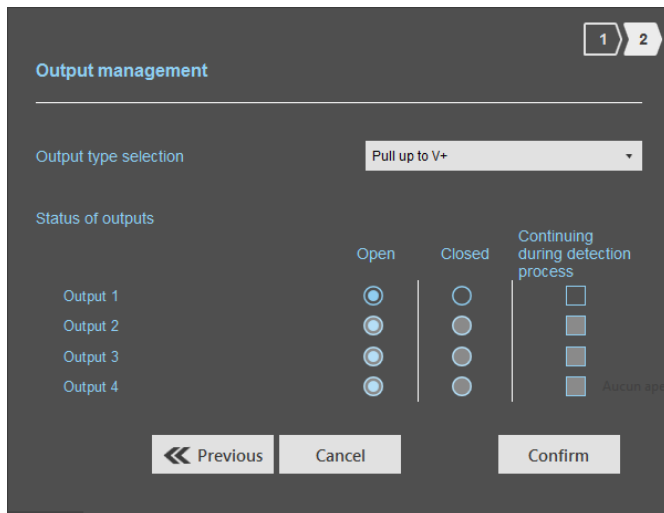 1 2
Output management
Output type selection
Pull up to V+
Status of outputs
Open
Closed
Continuing
during detection
process
Output 1
Output 2
Output 3
Output 4
Aucun ape
Previous
Cancel
Confirm